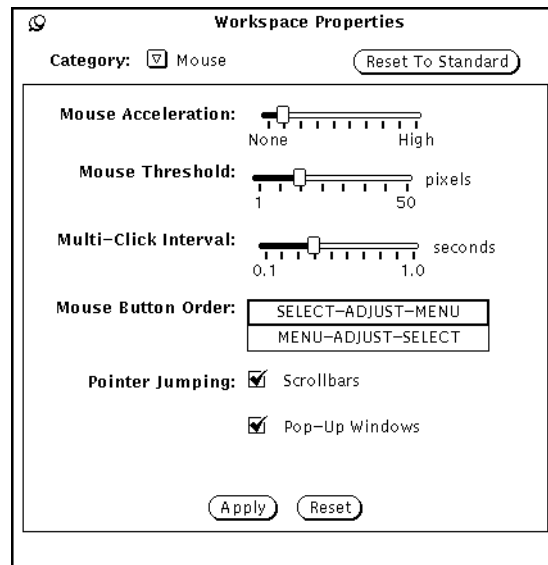 Workspace Properties
Category: Mouse Reset To Standard
Mouse Acceleration:
None High
Mouse Threshold: pixels
1 50
Multi-Click Interval: seconds
0.1 1.0
Mouse Button Order: SELECT-ADJUST-MENU
MENU-ADJUST-SELECT
Pointer Jumping: Scrollbars
Pop-Up Windows
Apply Reset